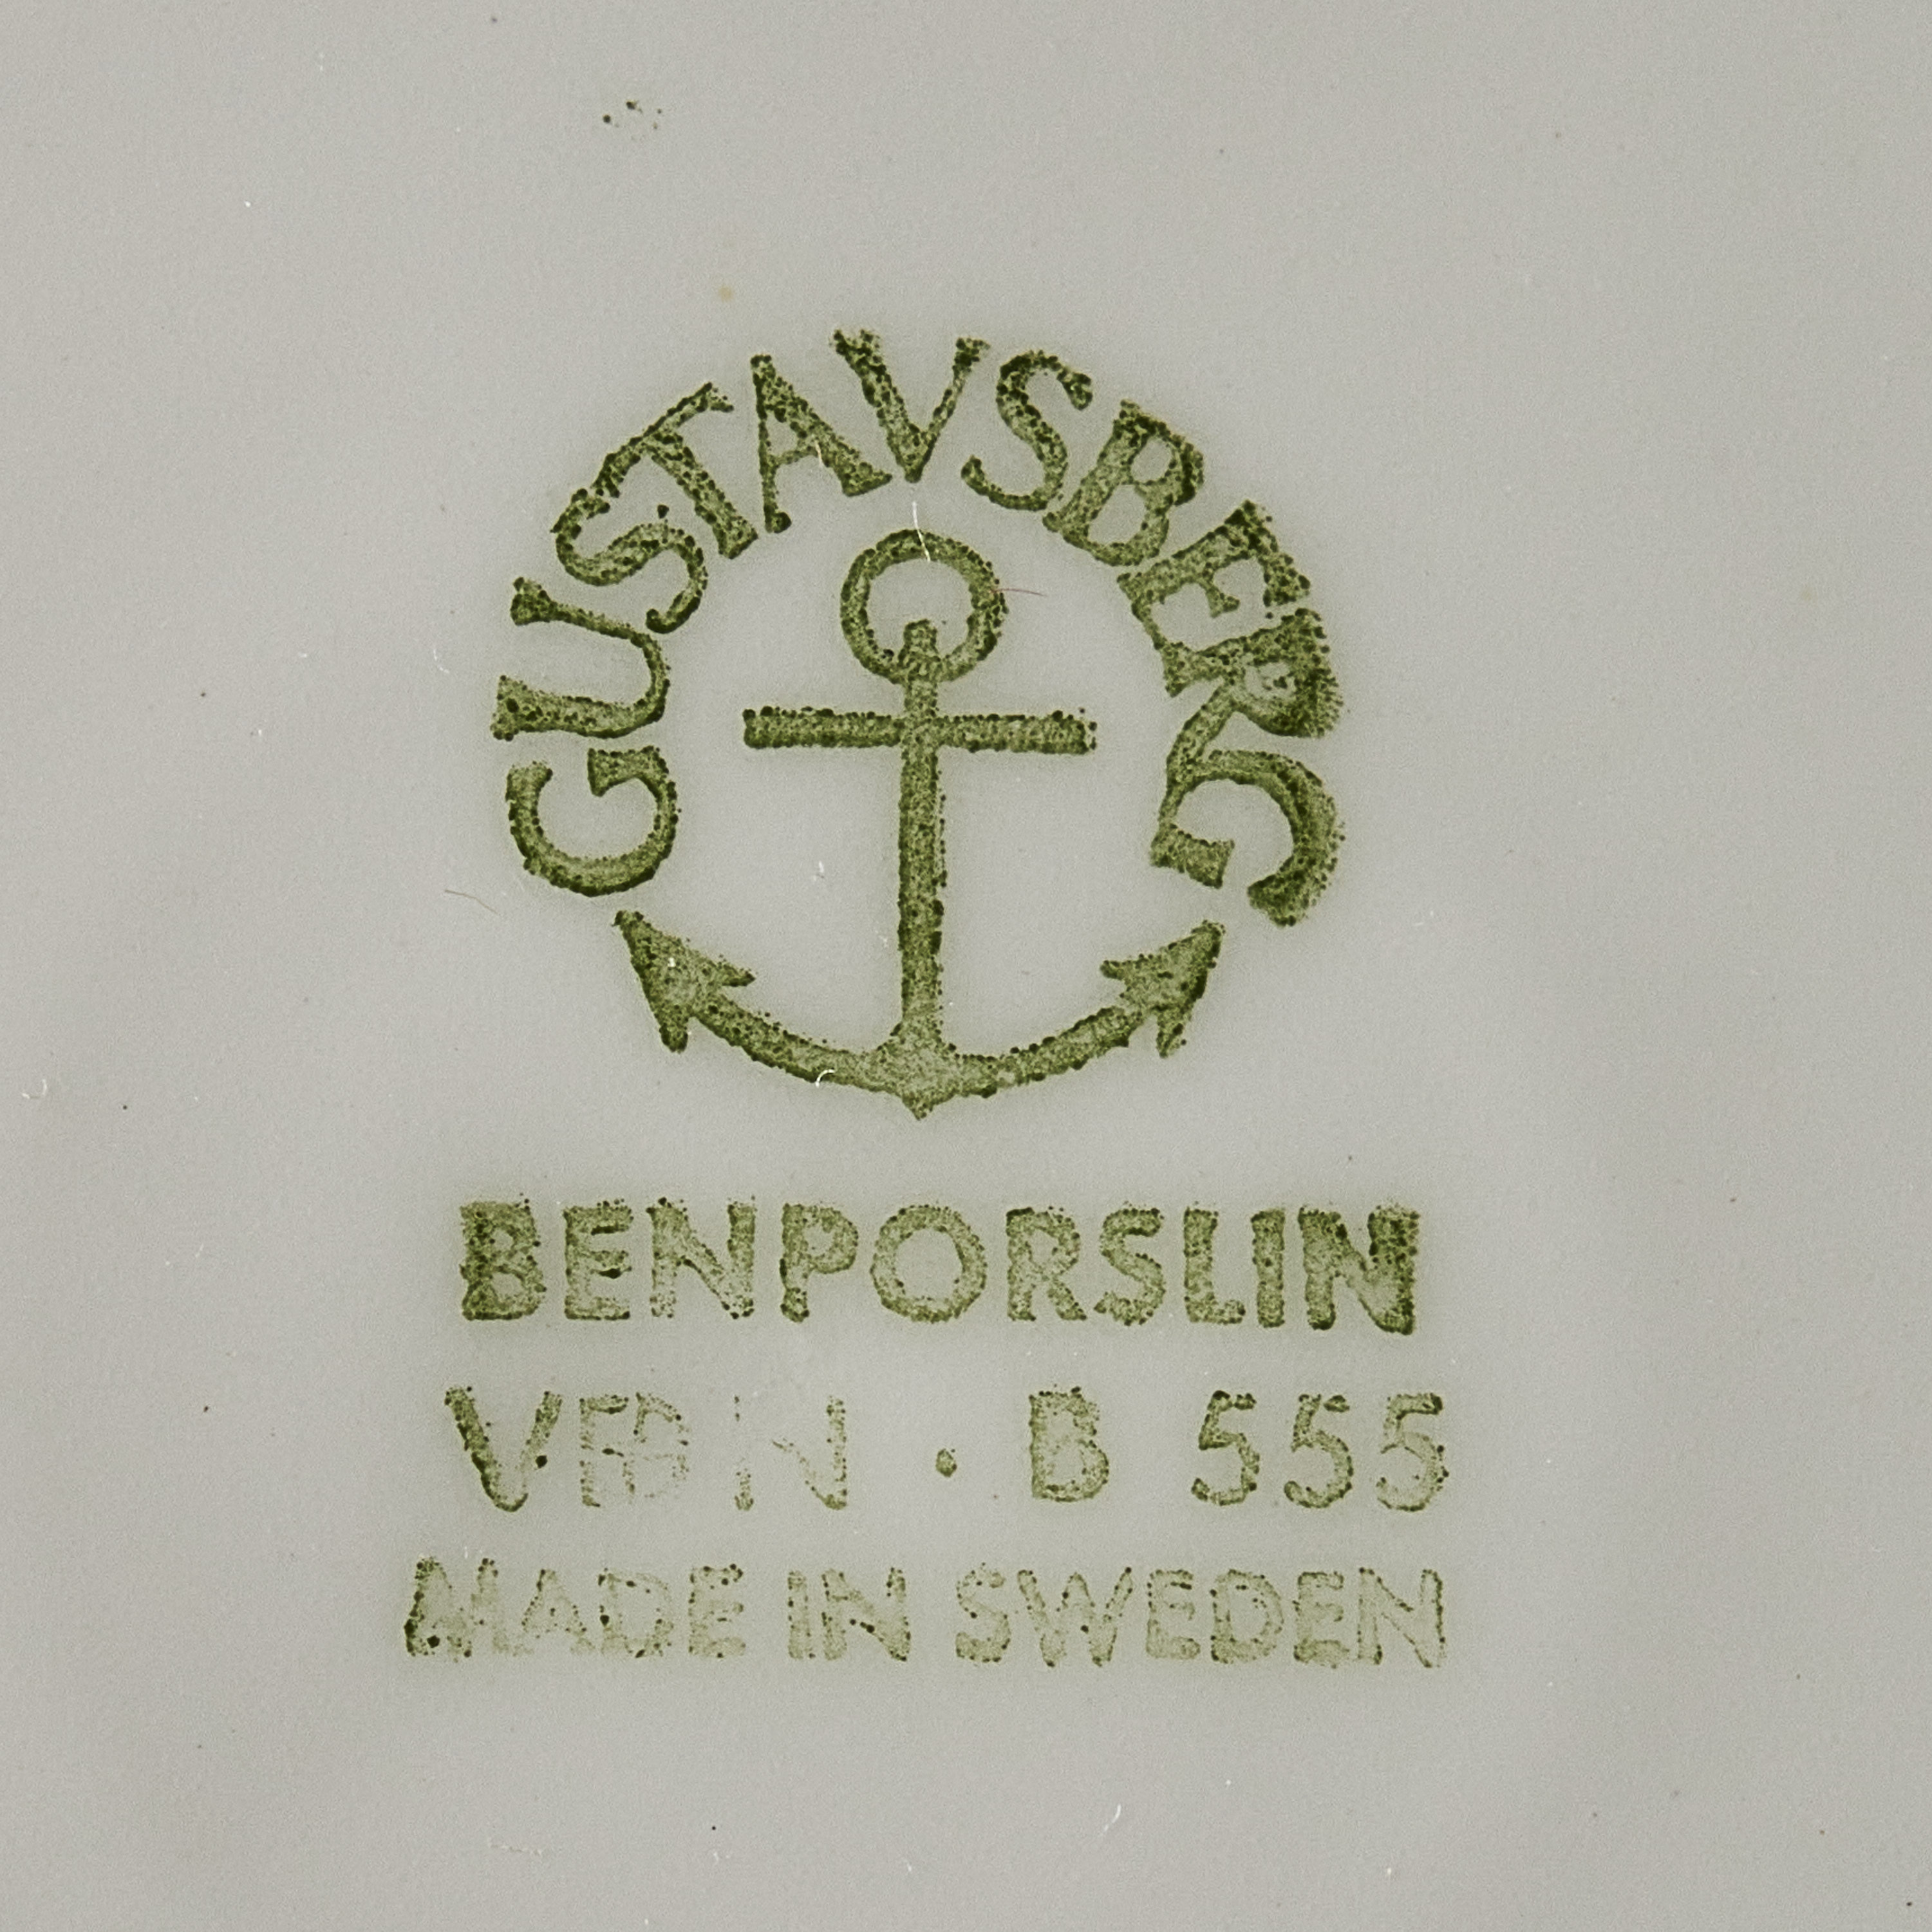 GUSTAVSBERG
BENPORSLIN
· B 555
MADE IN SWEDEN